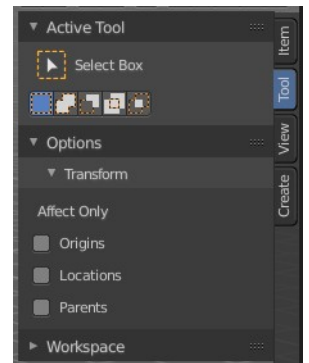 Active Tool
Select Box
Options
Transform
Affect Only
Origins
Locations
Parents
Workspace
Item
Tool
View
Create